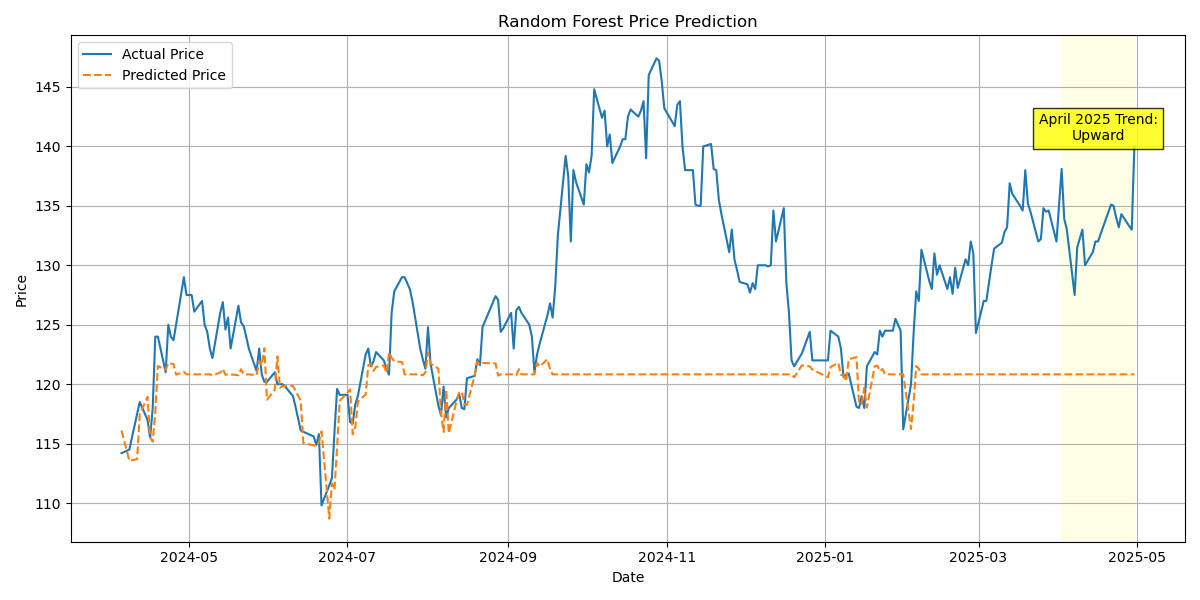 Random Forest Price Prediction
Actual Price
Predicted Price
April 2025 Trend:
Upward
Price
145
140
135
130
125
120
115
110
2024-05
2024-07
2024-09
2024-11
2025-01
2025-03
2025-05
Date